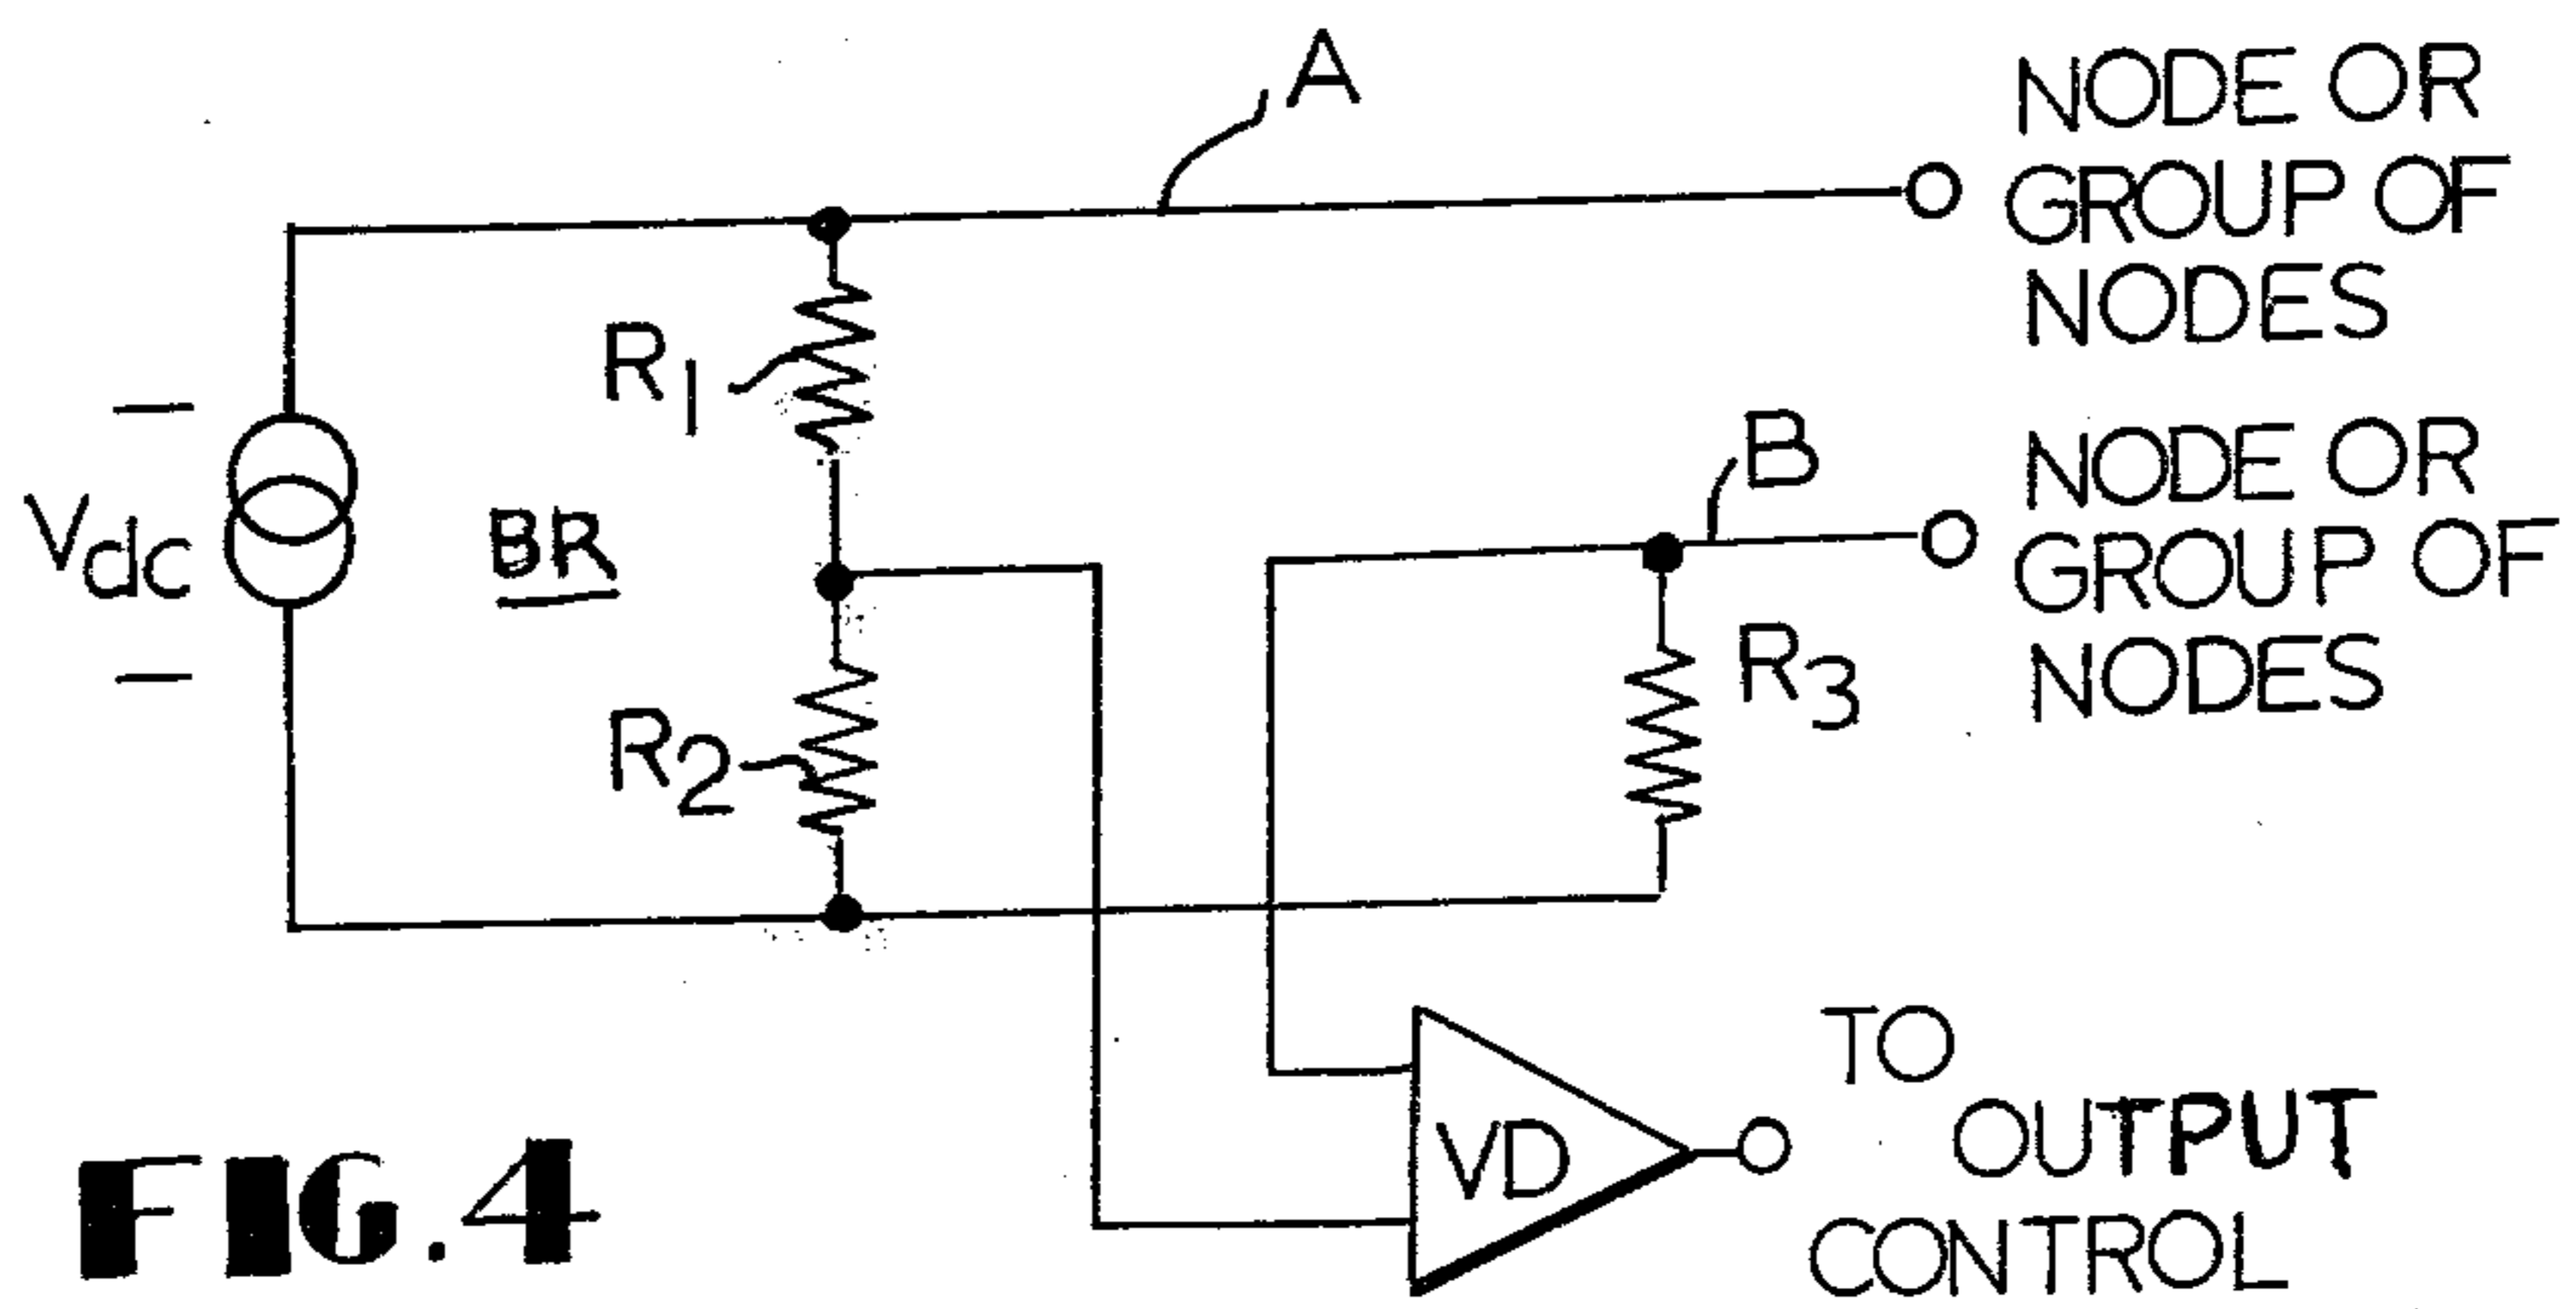 A
NODE OR
GROUP OF
NODES
R1
B
NODE OR
GROUP OF
NODES
Vdc
BR
R3
R2
VD
TO
OUTPUT
CONTROL
FIG.4